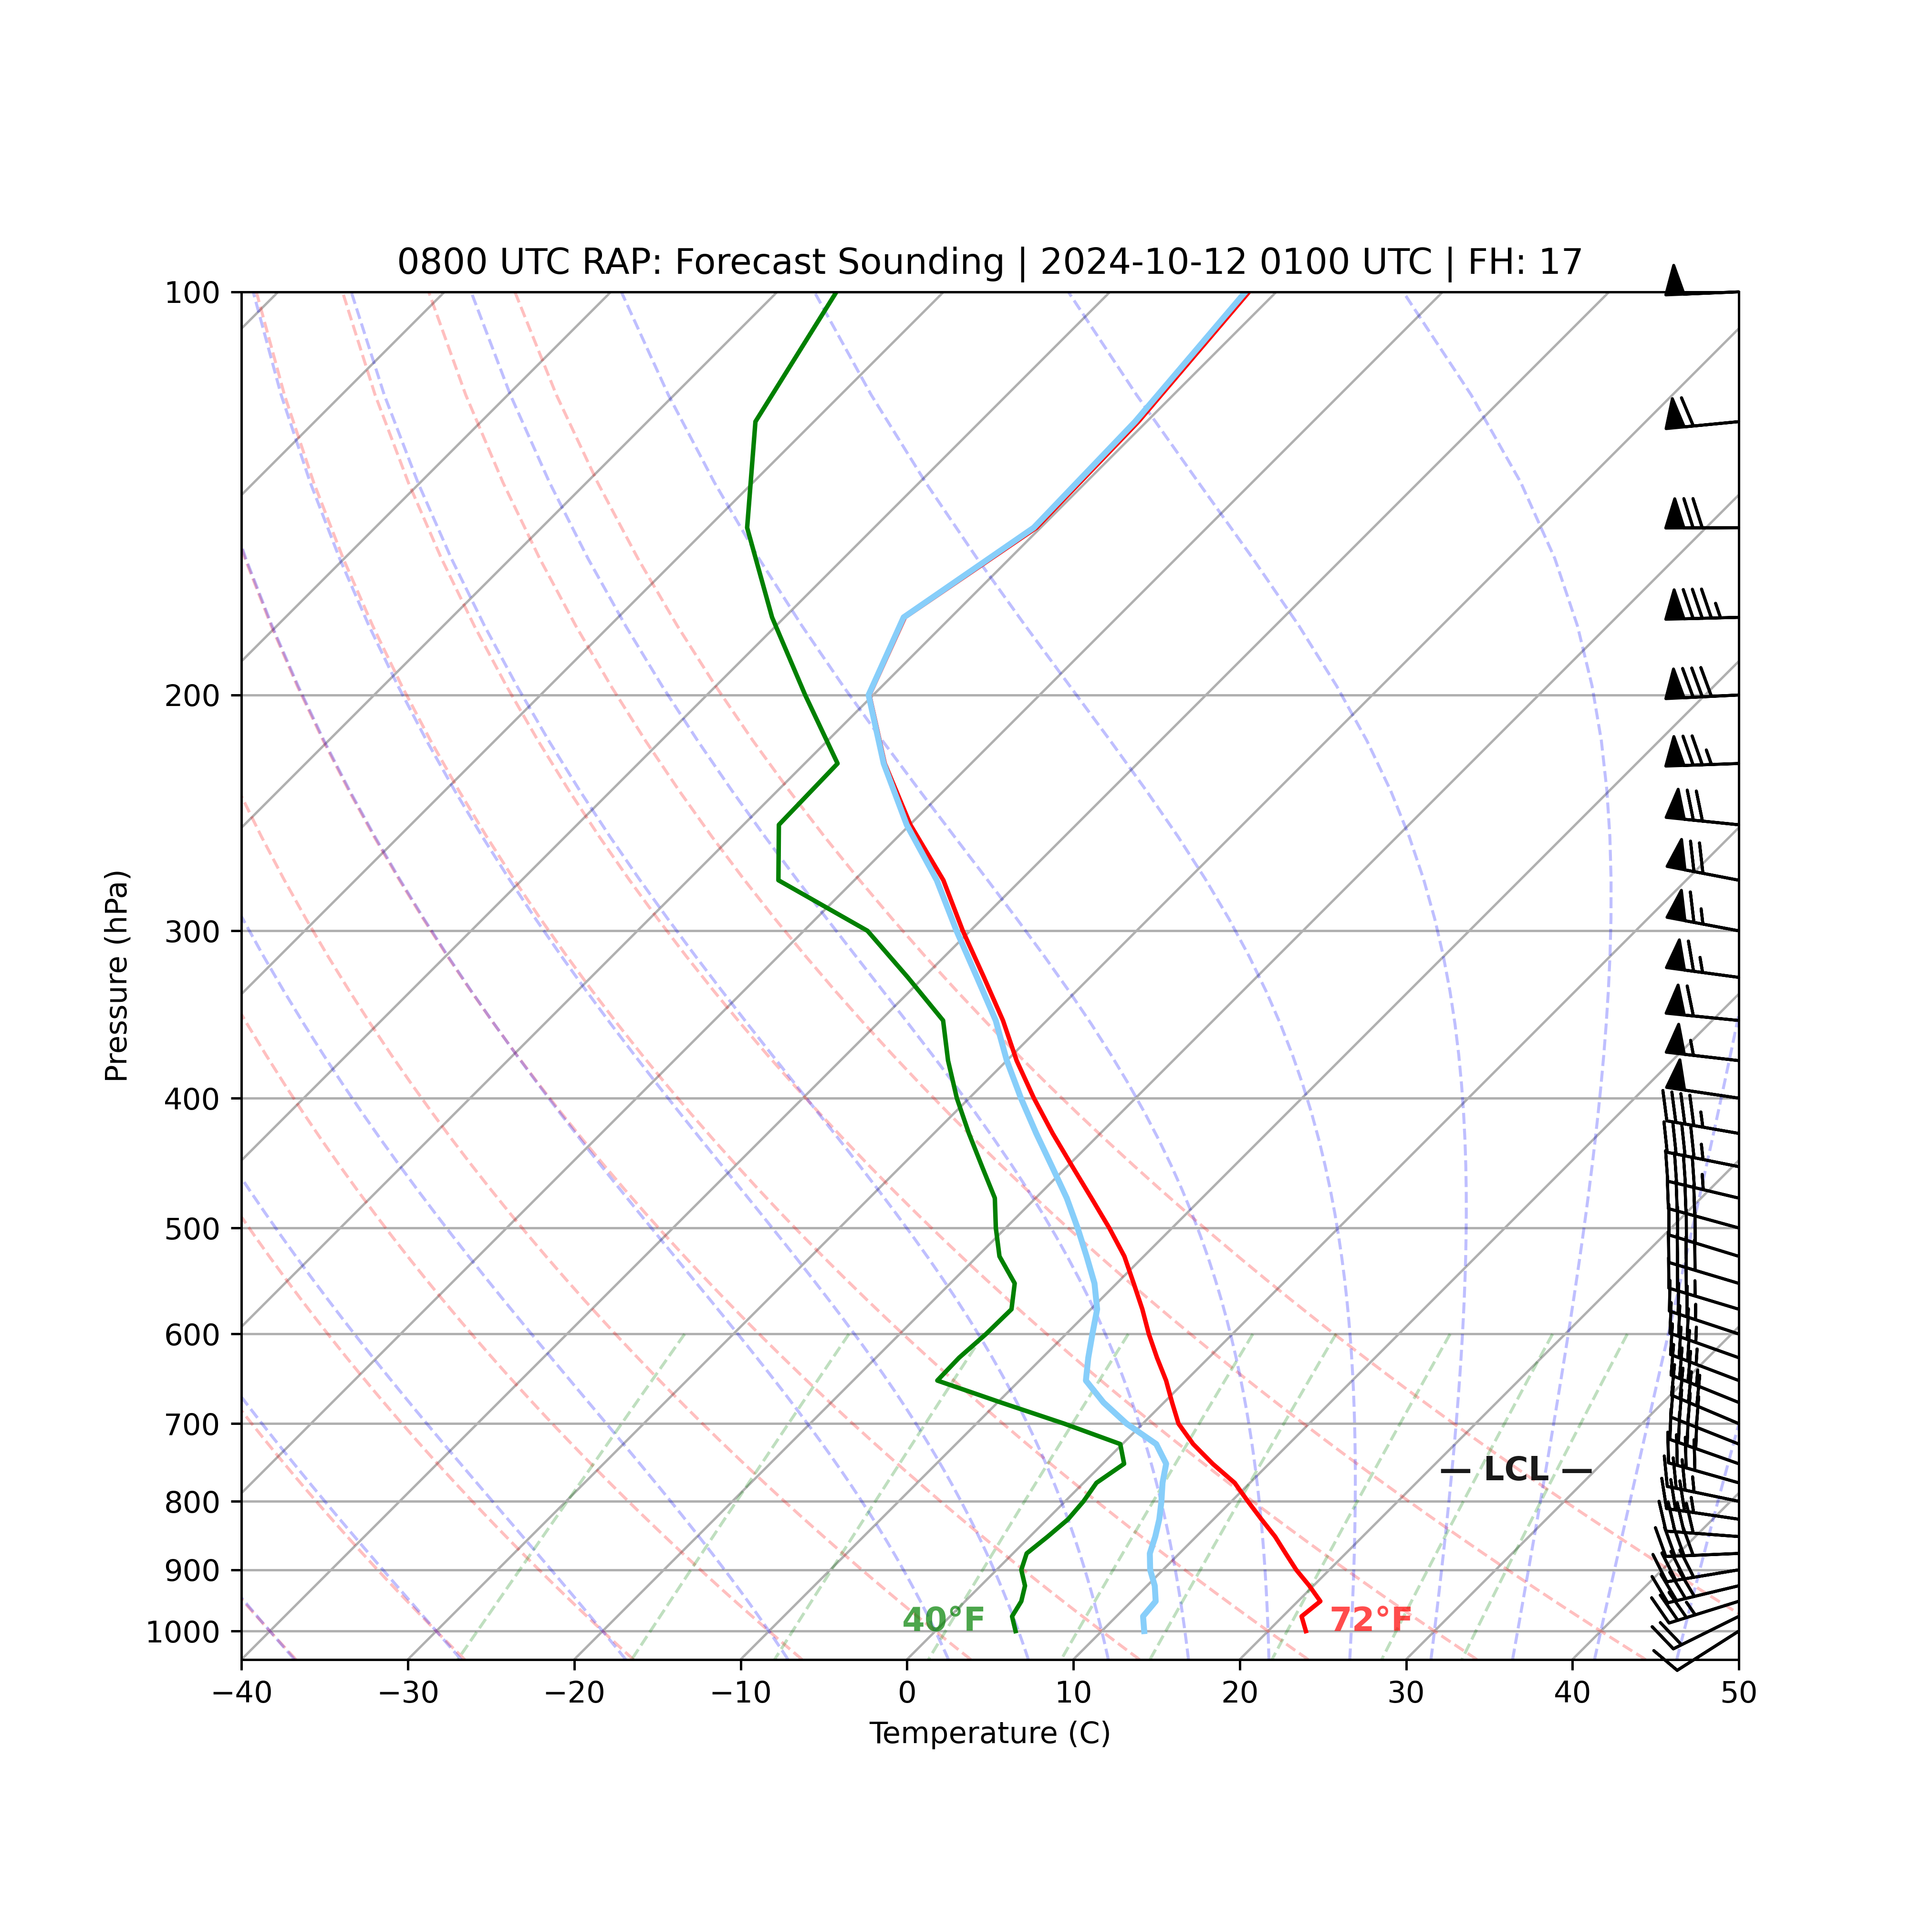 0800 UTC RAP: Forecast Sounding | 2024-10-12 0100 UTC | FH: 17
100
200
300
400
500
600
700
800
900
1000
Pressure (hPa)
— LCL —
40°F
72°F
−40 −30 −20 −10 0 10 20 30 40 50
Temperature (C)